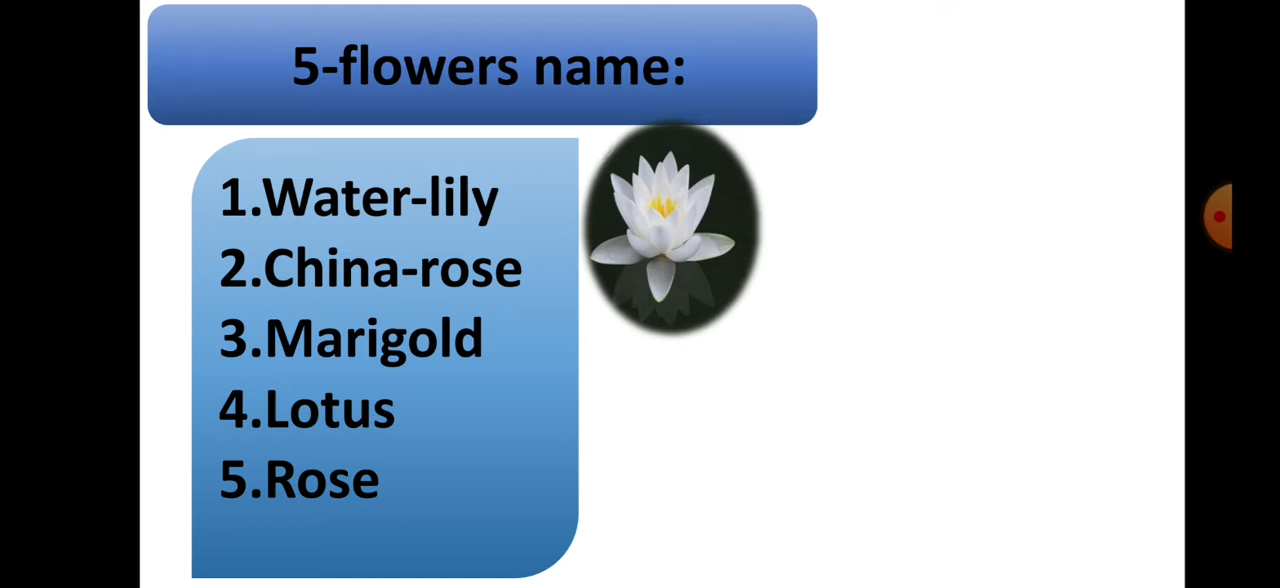 5-flowers name:
1.Water-lily
2.China-rose
3.Marigold
4.Lotus
5.Rose